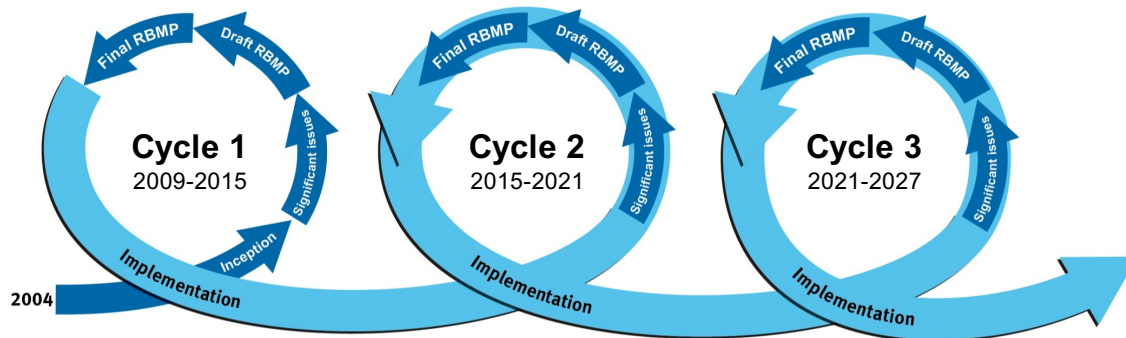 2004
Inception
Significant issues
Draft RBMP
Final RBMP
Cycle 1
2009-2015
Implementation
Significant issues
Draft RBMP
Final RBMP
Cycle 2
2015-2021
Implementation
Significant issues
Draft RBMP
Final RBMP
Cycle 3
2021-2027
Implementation